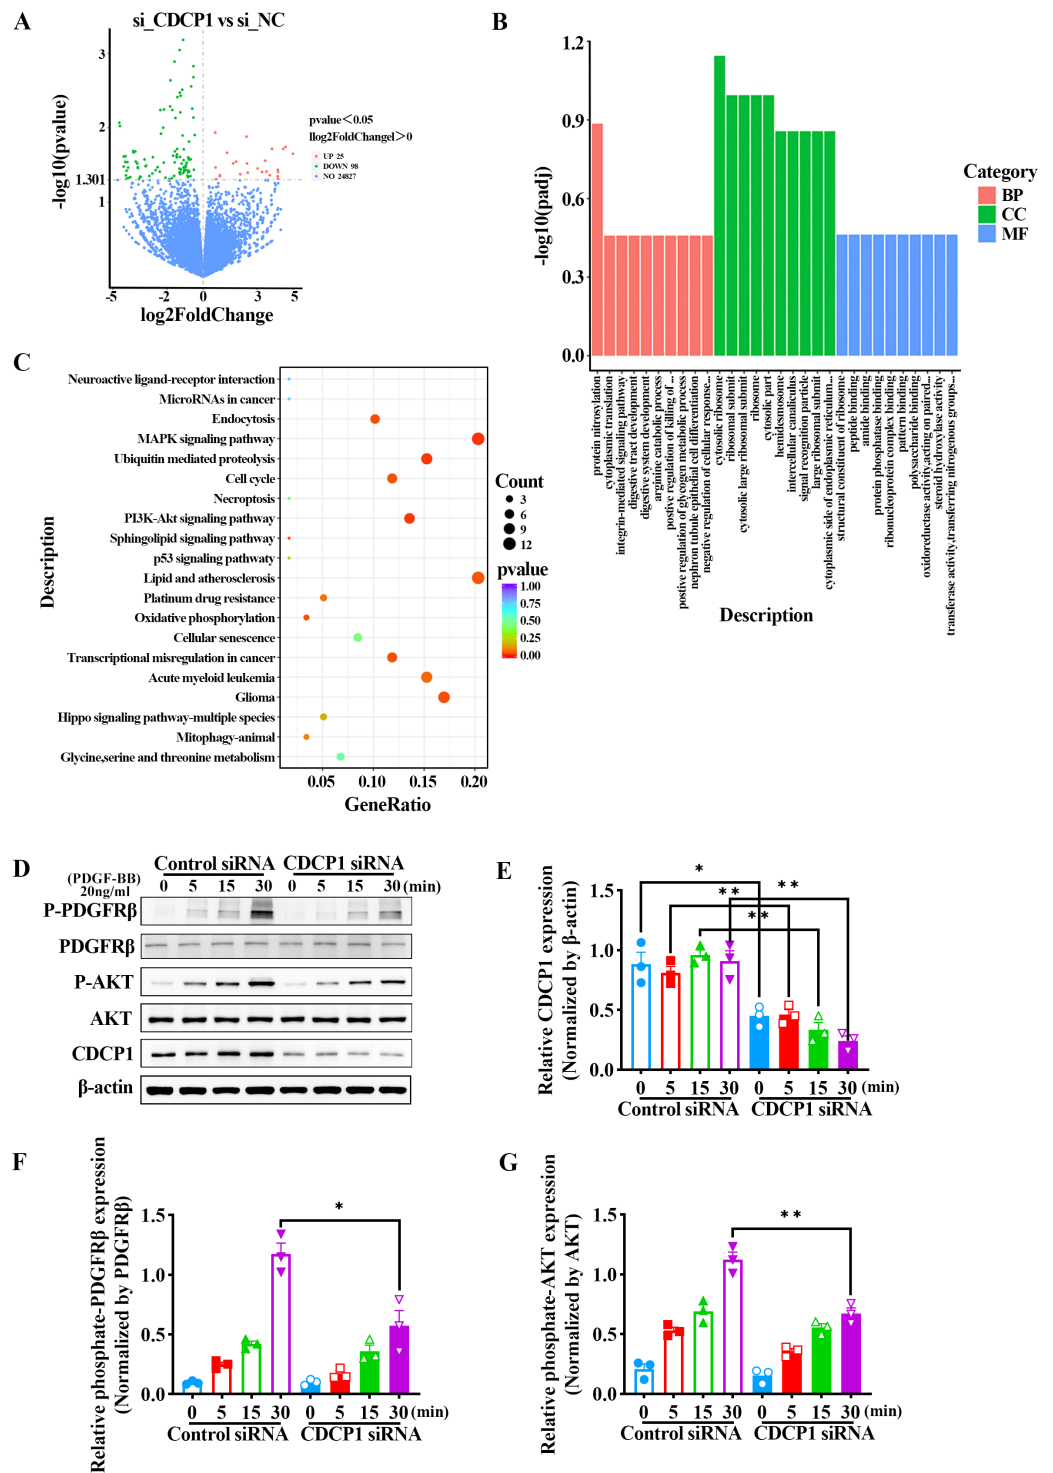 A
si_CDCP1 vs si_NC
-log10(pvalue)
3
2
1.301
1
-5
-2
0
3
5
log2FoldChange
pvalue<0.05
llog2FoldChangel>0
UP 25
DOWN 98
NO 24827
B
-log10(padj)
1.2
0.9
0.6
0.3
0.0
protein nitrosylation
cytoplasmic translation
integrin-mediated signaling pathway
digestive tract development
digestive system development
arginine catabolic process
postive regulation of killing of ...
postive regulation of glycogen metabolic process
nephron tubule epithelial cell differentiation
negative regulation of cellular response...
cytosolic ribosome
ribosomal subunit
cytosolic large ribosomal subunit
ribosome
cytosolic part
hemidesmosome
intercellular canaliculus
signal recognition particle
large ribosomal subunit
cytoplasmic side of endoplasmic reticulum...
structural constituent of ribosome
peptide binding
amide binding
protein phosphatase binding
ribonucleoprotein complex binding
pattern binding
polysaccharide binding
oxidoreductase activity,acting on paired...
steroid hydroxylase activity
transferase activity,transfering nitrogenous groups...
Description
Category
BP
CC
MF
C
Description
Neuroactive ligand-receptor interaction
MicroRNAs in cancer
Endocytosis
MAPK signaling pathway
Ubiquitin mediated proteolysis
Cell cycle
Necroptosis
PI3K-Akt signaling pathway
Sphingolipid signaling pathway
p53 signaling pathwaty
Lipid and atherosclerosis
Platinum drug resistance
Oxidative phosphorylation
Cellular senescence
Transcriptional misregulation in cancer
Acute myeloid leukemia
Glioma
Hippo signaling pathway-multiple species
Mitophagy-animal
Glycine,serine and threonine metabolism
0.05
0.10
0.15
0.20
GeneRatio
Count
3
6
9
12
pvalue
1.00
0.75
0.50
0.25
0.00
D
Control siRNA CDCP1 siRNA
(PDGF-BB)
20ng/ml
0 5 15 30 0 5 15 30 (min)
P-PDGFRβ
PDGFRβ
P-AKT
AKT
CDCP1
β-actin
E
Relative CDCP1 expression
(Normalized by β-actin)
1.5
1.0
0.5
0.0
* ** ** **
0 5 15 30 0 5 15 30 (min)
Control siRNA CDCP1 siRNA
F
Relative phosphate-PDGFRβ expression
(Normalized by PDGFRβ)
1.5
1.0
0.5
0.0
*
0 5 15 30 0 5 15 30 (min)
Control siRNA CDCP1 siRNA
G
Relative phosphate-AKT expression
(Normalized by AKT)
1.5
1.0
0.5
0.0
**
0 5 15 30 0 5 15 30 (min)
Control siRNA CDCP1 siRNA